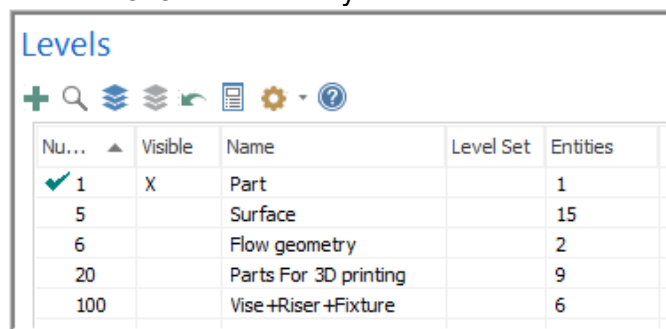 Levels
Nu... Visible Name Level Set Entities
1 X Part 1
5 Surface 15
6 Flow geometry 2
20 Parts For 3D printing 9
100 Vise+Riser+Fixture 6